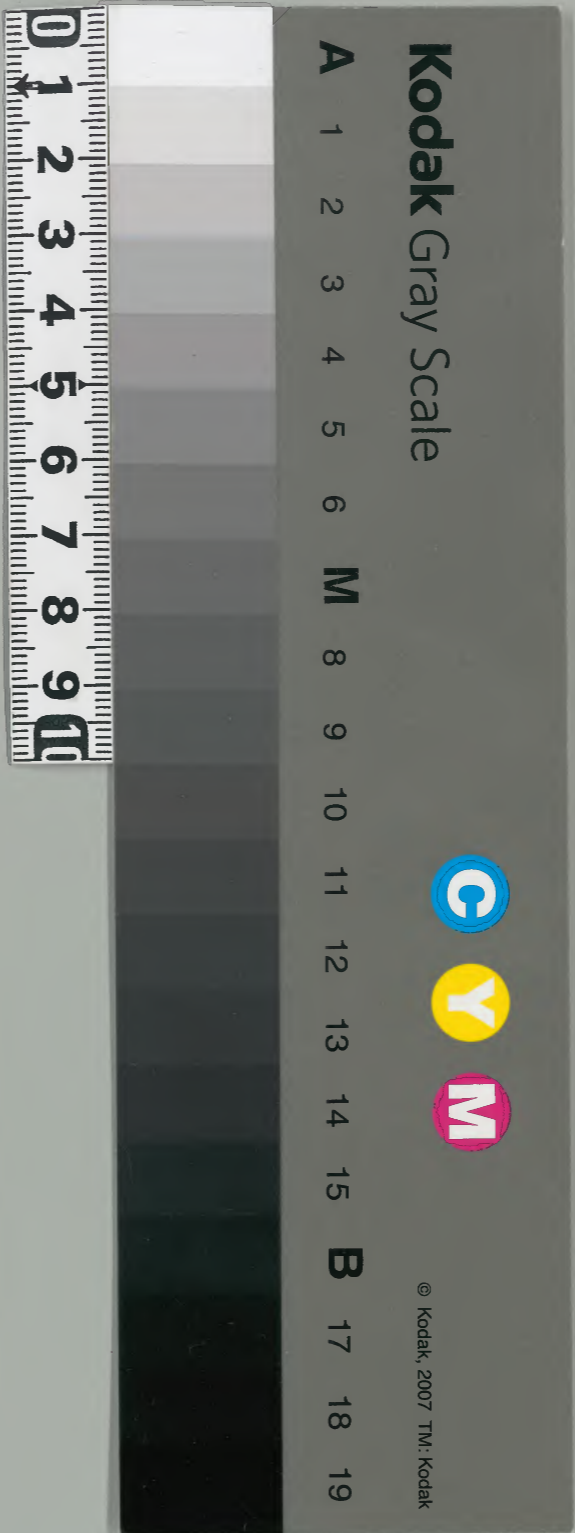 Kodak Gray Scale
C Y M
© Kodak, 2007 TM: Kodak
A 1 2 3 4 5 6 M 8 9 10 11 12 13 14 15 B 17 18 19
0 1 2 3 4 5 6 7 8 9 10